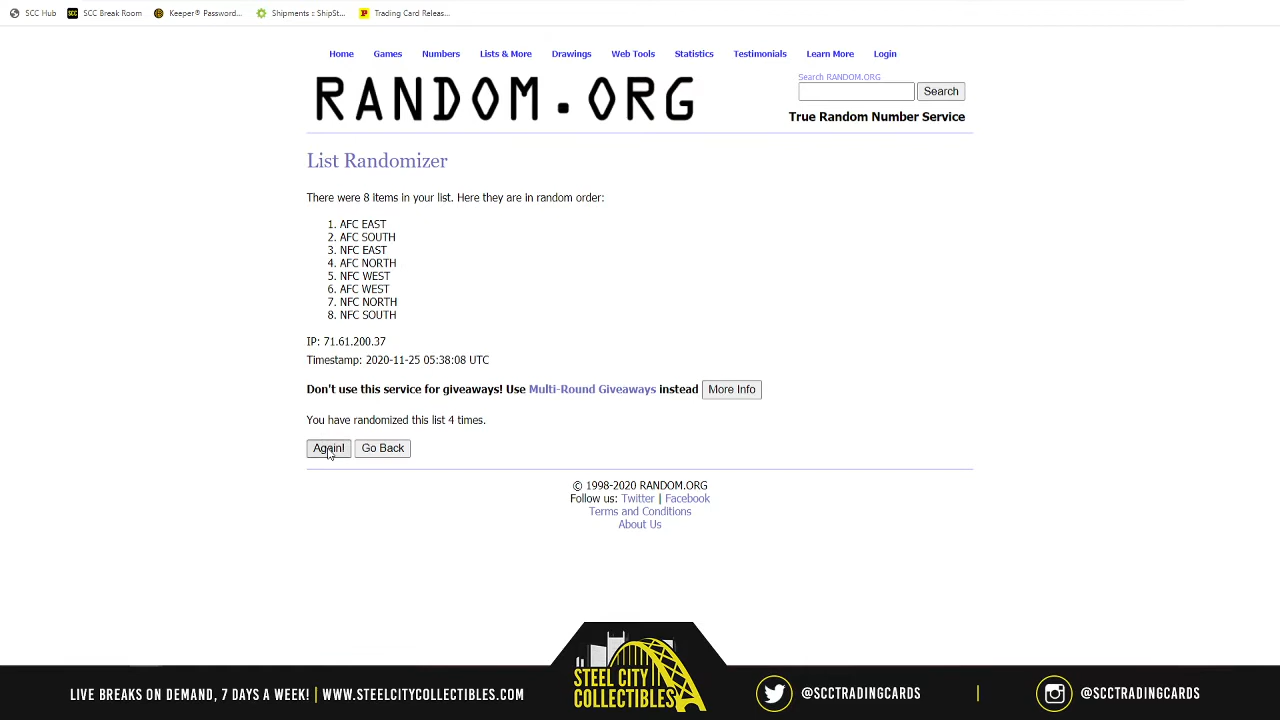 SCC Hub SCC Break Room Keeper® Password... Shipments :: ShipSt... Trading Card Releas...
Home Games Numbers Lists & More Drawings Web Tools Statistics Testimonials Learn More Login
RANDOM.ORG
Search RANDOM.ORG
Search
True Random Number Service
List Randomizer
There were 8 items in your list. Here they are in random order:
1. AFC EAST
2. AFC SOUTH
3. NFC EAST
4. AFC NORTH
5. NFC WEST
6. AFC WEST
7. NFC NORTH
8. NFC SOUTH
IP: 71.61.200.37
Timestamp: 2020-11-25 05:38:08 UTC
Don't use this service for giveaways! Use Multi-Round Giveaways instead More Info
You have randomized this list 4 times.
Again! Go Back
© 1998-2020 RANDOM.ORG
Follow us: Twitter | Facebook
Terms and Conditions
About Us
LIVE BREAKS ON DEMAND, 7 DAYS A WEEK! | WWW.STEELCITYCOLLECTIBLES.COM
STEEL CITY
COLLECTIBLES
@SCCTRADINGCARDS | @SCCTRADINGCARDS